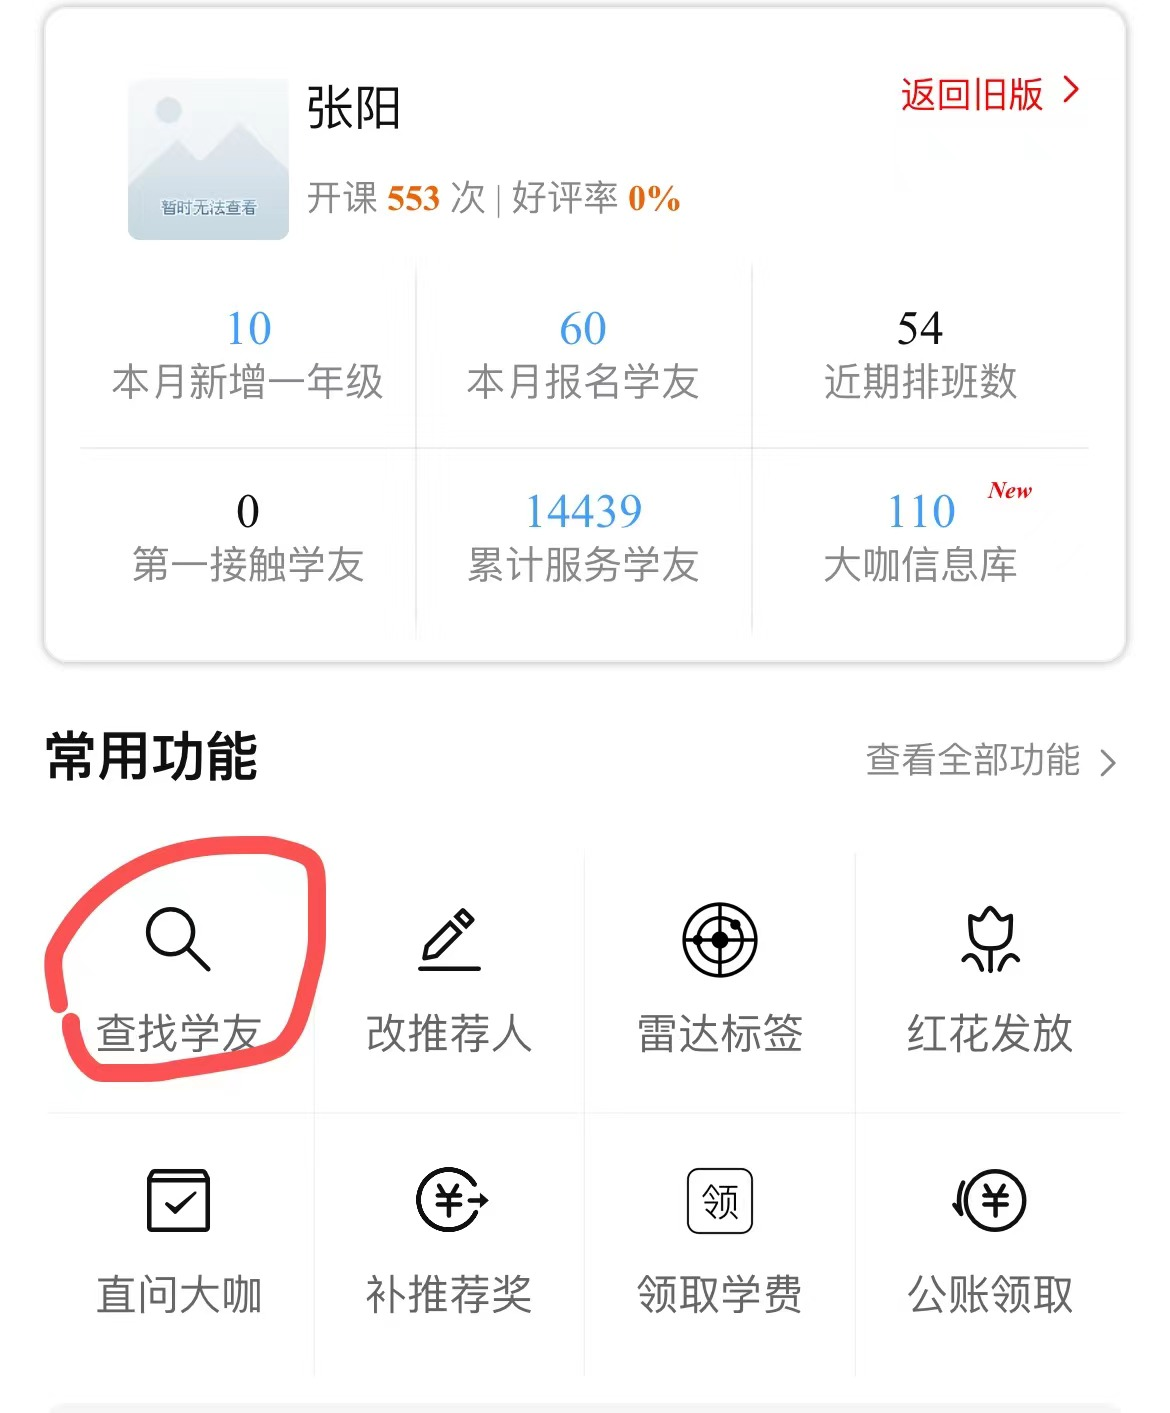 张阳
返回旧版
暂时无法查看
开课 553 次 | 好评率 0%
10
本月新增一年级
60
本月报名学友
54
近期排班数
0
第一接触学友
14439
累计服务学友
110
New
大咖信息库
常用功能
查看全部功能
查找学友
改推荐人
雷达标签
红花发放
领
直问大咖
补推荐奖
领取学费
公账领取